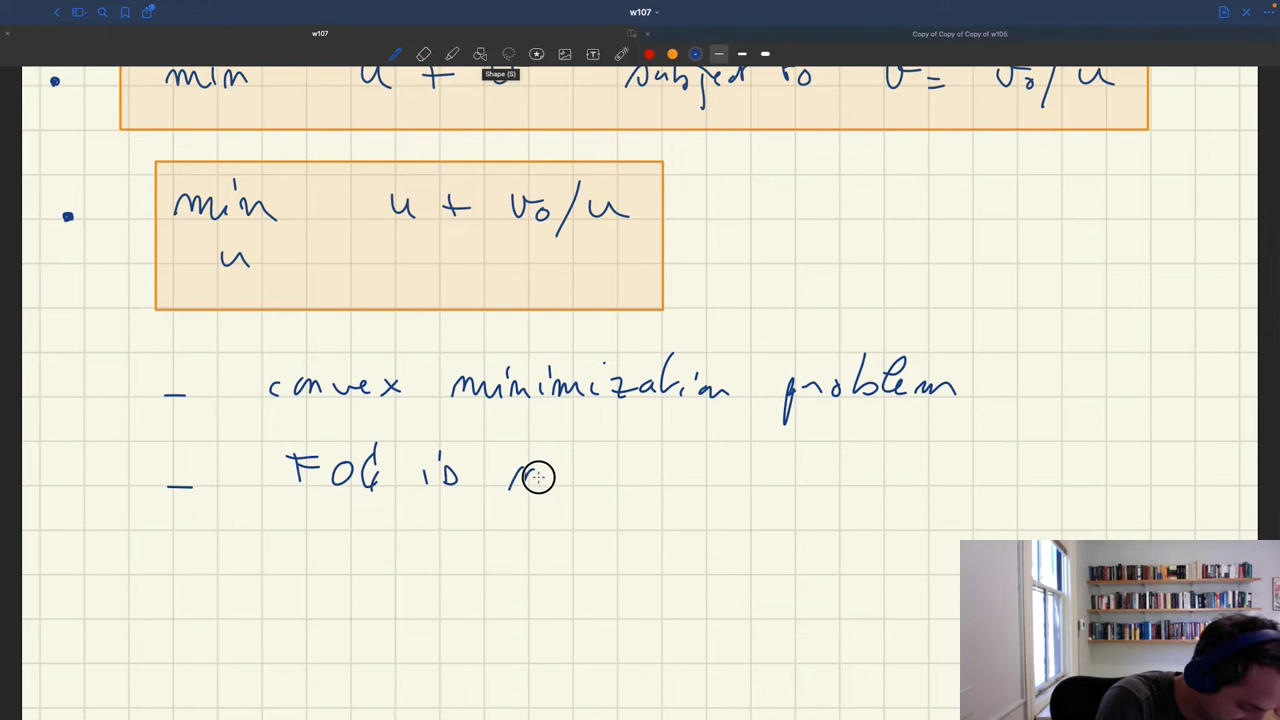 w107
w107
Copy of Copy of Copy of w105
Shape (S)
min u + v subject to v = v₀/u
min u + v₀/u
u
— convex minimization problem
— FOC is